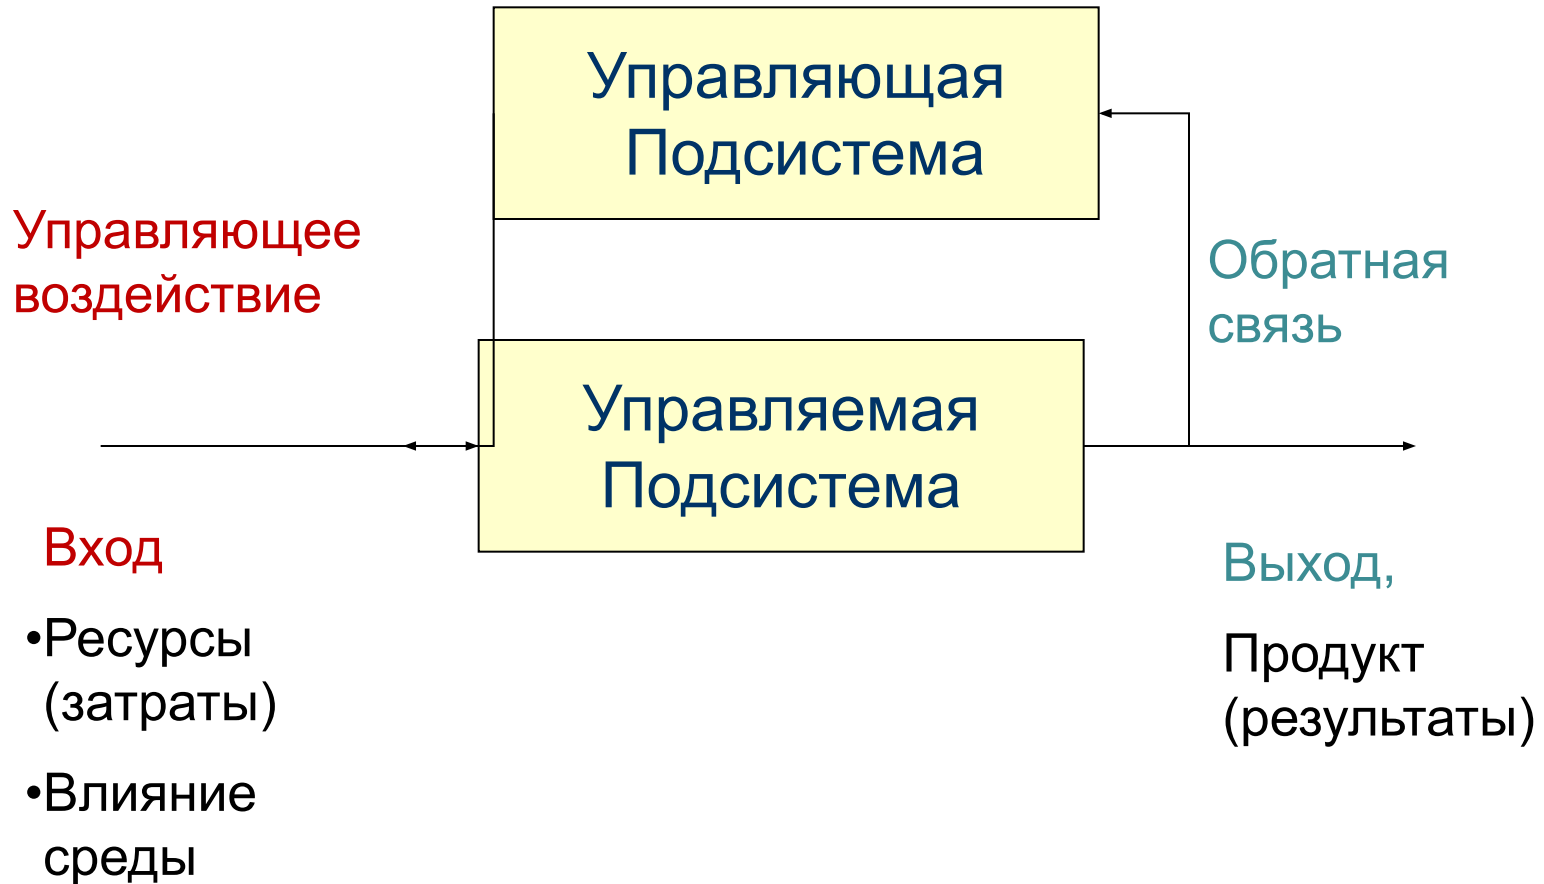 Управляющая
Подсистема
Управляющее
воздействие
Обратная
связь
Управляемая
Подсистема
Вход
•Ресурсы
(затраты)
•Влияние
среды
Выход,
Продукт
(результаты)